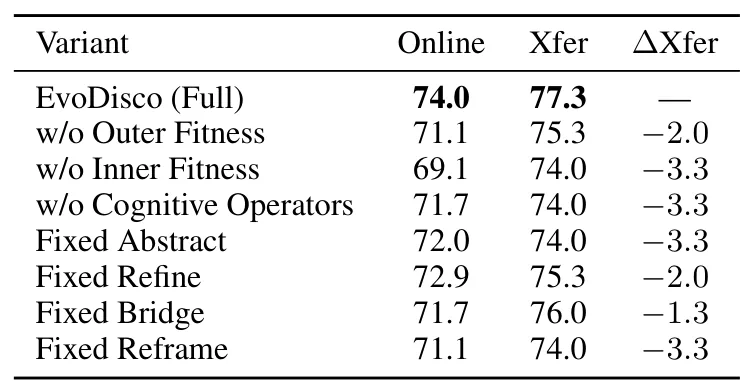 Variant Online Xfer ΔXfer
EvoDisco (Full) 74.0 77.3 —
w/o Outer Fitness 71.1 75.3 −2.0
w/o Inner Fitness 69.1 74.0 −3.3
w/o Cognitive Operators 71.7 74.0 −3.3
Fixed Abstract 72.0 74.0 −3.3
Fixed Refine 72.9 75.3 −2.0
Fixed Bridge 71.7 76.0 −1.3
Fixed Reframe 71.1 74.0 −3.3